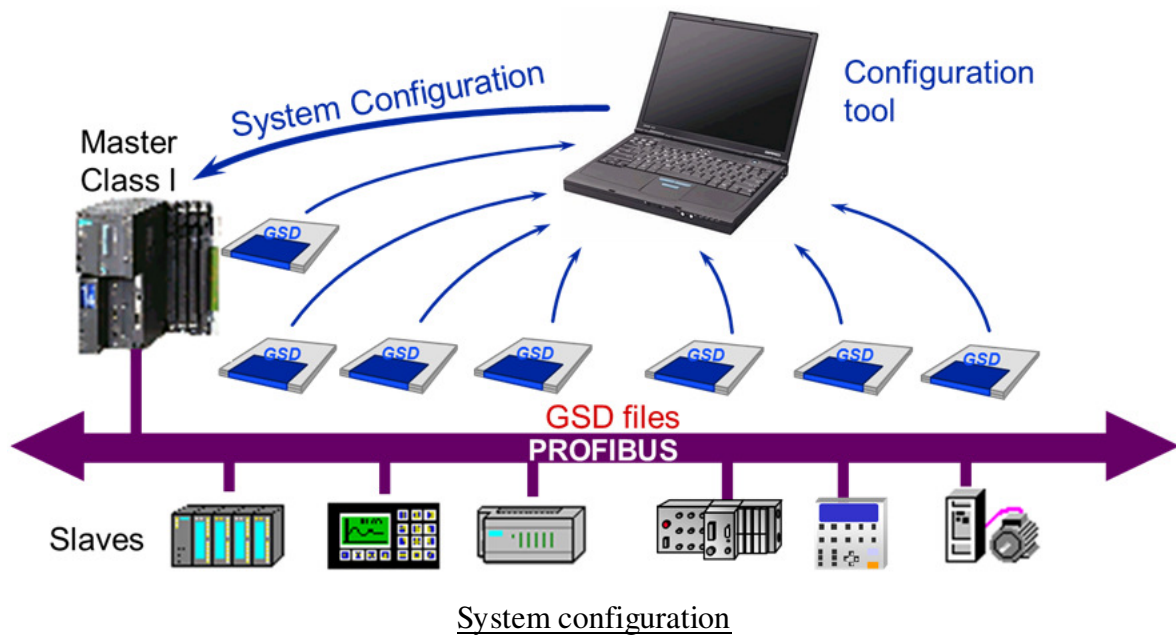 System Configuration
Configuration
tool
Master
Class I
GSD
GSD
GSD
GSD
GSD
GSD
GSD
GSD files
PROFIBUS
Slaves
System configuration